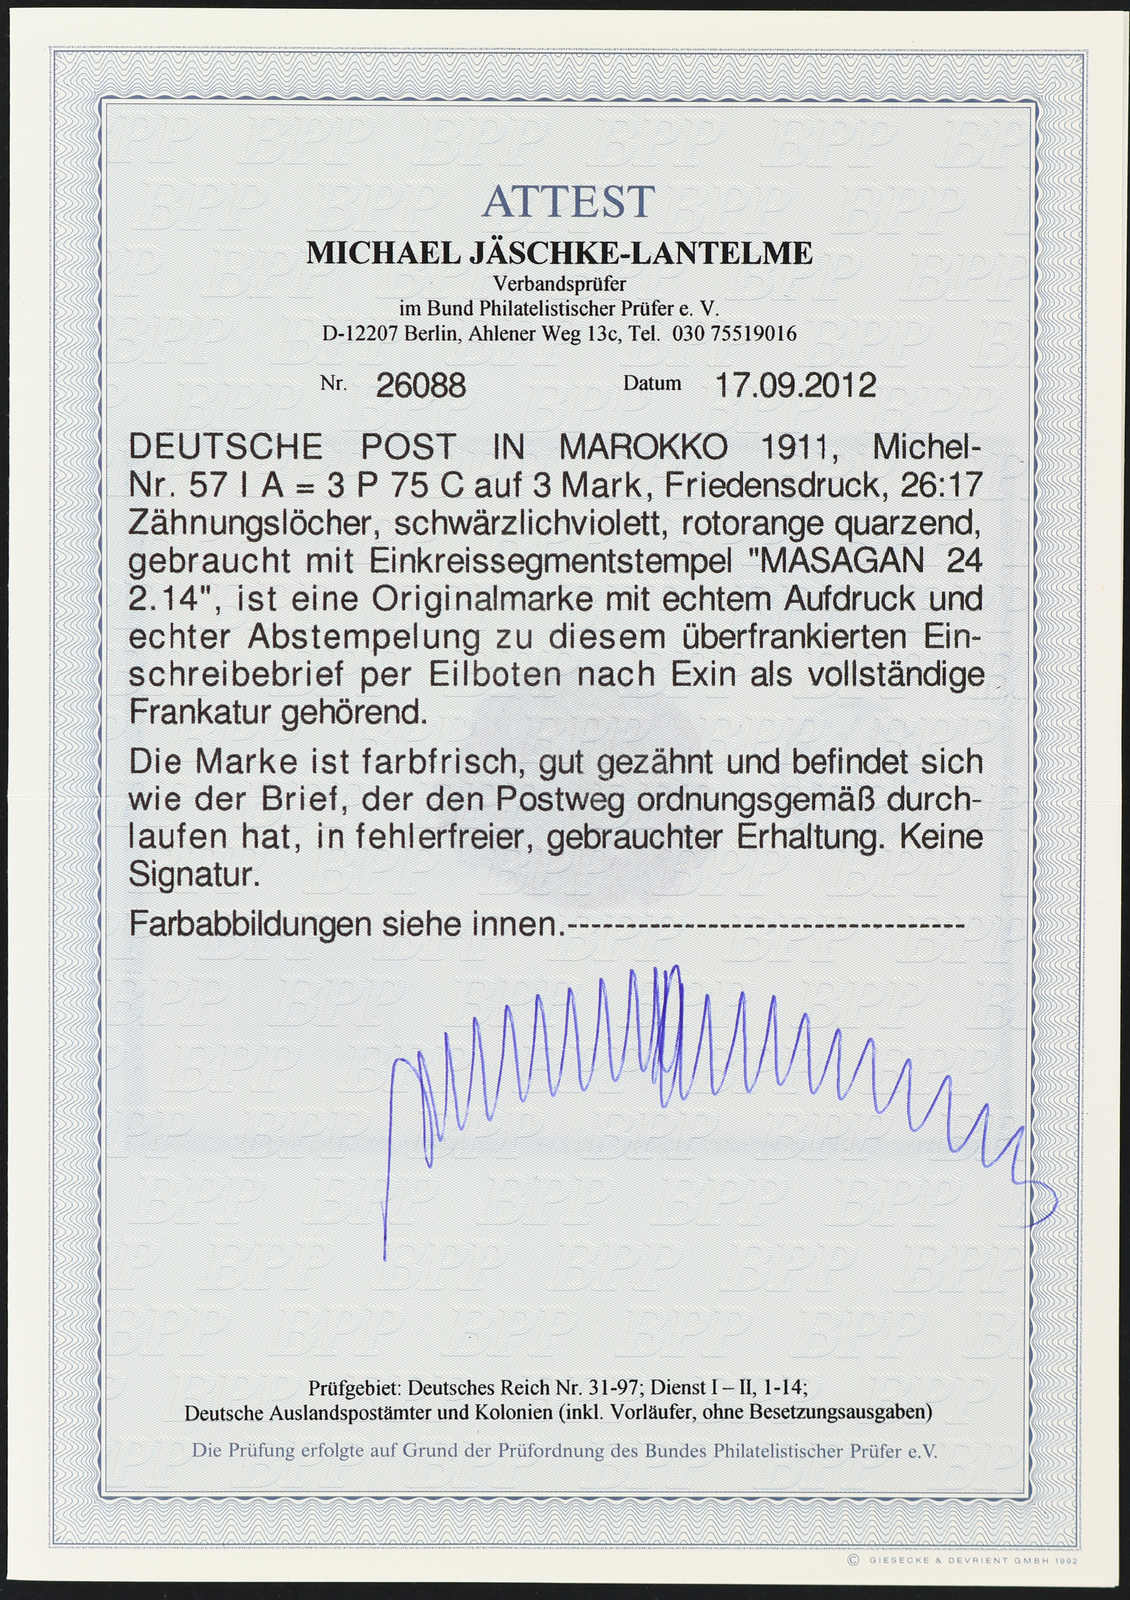 ATTEST
MICHAEL JÄSCHKE-LANTELME
Verbandsprüfer
im Bund Philatelistischer Prüfer e. V.
D-12207 Berlin, Ahlener Weg 13c, Tel. 030 75519016
Nr. 26088 Datum 17.09.2012
DEUTSCHE POST IN MAROKKO 1911, Michel-
Nr. 57 I A = 3 P 75 C auf 3 Mark, Friedensdruck, 26:17
Zähnungslöcher, schwärzlichviolett, rotorange quarzend,
gebraucht mit Einkreissegmentstempel "MASAGAN 24
2.14", ist eine Originalmarke mit echtem Aufdruck und
echter Abstempelung zu diesem überfrankierten Ein-
schreibebrief per Eilboten nach Exin als vollständige
Frankatur gehörend.
Die Marke ist farbfrisch, gut gezähnt und befindet sich
wie der Brief, der den Postweg ordnungsgemäß durch-
laufen hat, in fehlerfreier, gebrauchter Erhaltung. Keine
Signatur.
Farbabbildungen siehe innen.----------------------------------
Prüfgebiet: Deutsches Reich Nr. 31-97; Dienst I – II, 1-14;
Deutsche Auslandspostämter und Kolonien (inkl. Vorläufer, ohne Besetzungsausgaben)
Die Prüfung erfolgte auf Grund der Prüfordnung des Bundes Philatelistischer Prüfer e.V.
© GIESECKE & DEVRIENT GMBH 1992